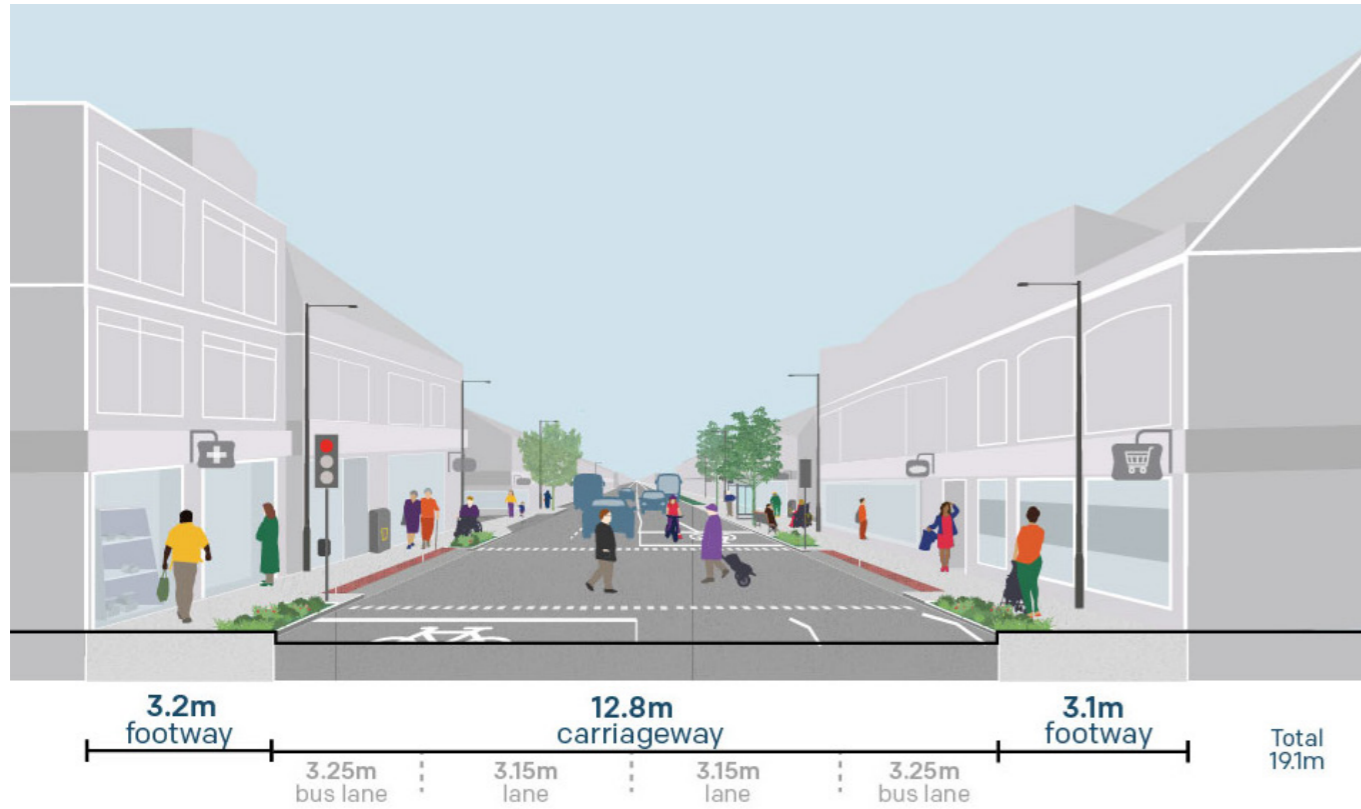 3.2m
footway
12.8m
carriageway
3.1m
footway
Total
19.1m
3.25m
bus lane
3.15m
lane
3.15m
lane
3.25m
bus lane